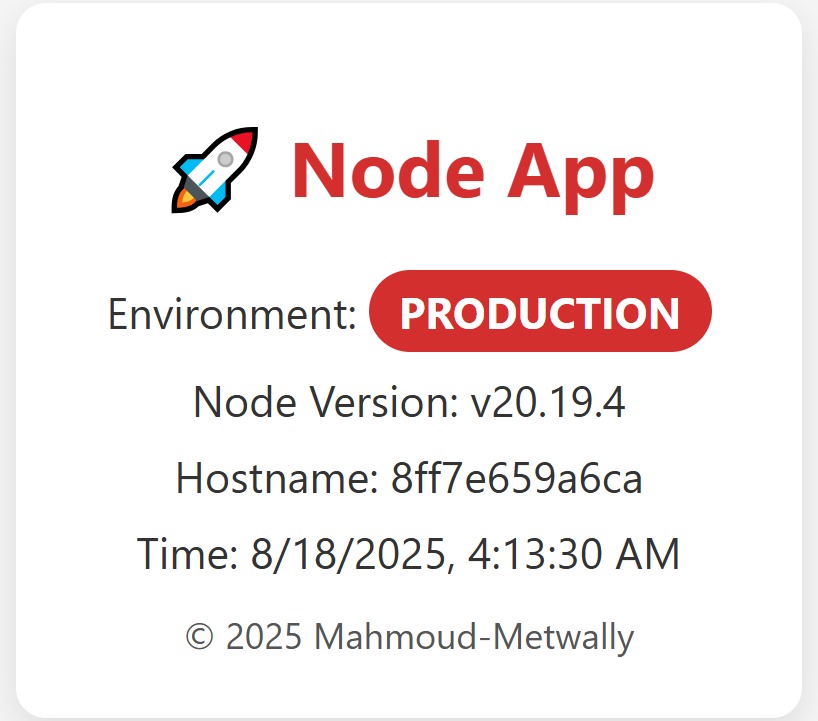 Node App
Environment: PRODUCTION
Node Version: v20.19.4
Hostname: 8ff7e659a6ca
Time: 8/18/2025, 4:13:30 AM
© 2025 Mahmoud-Metwally